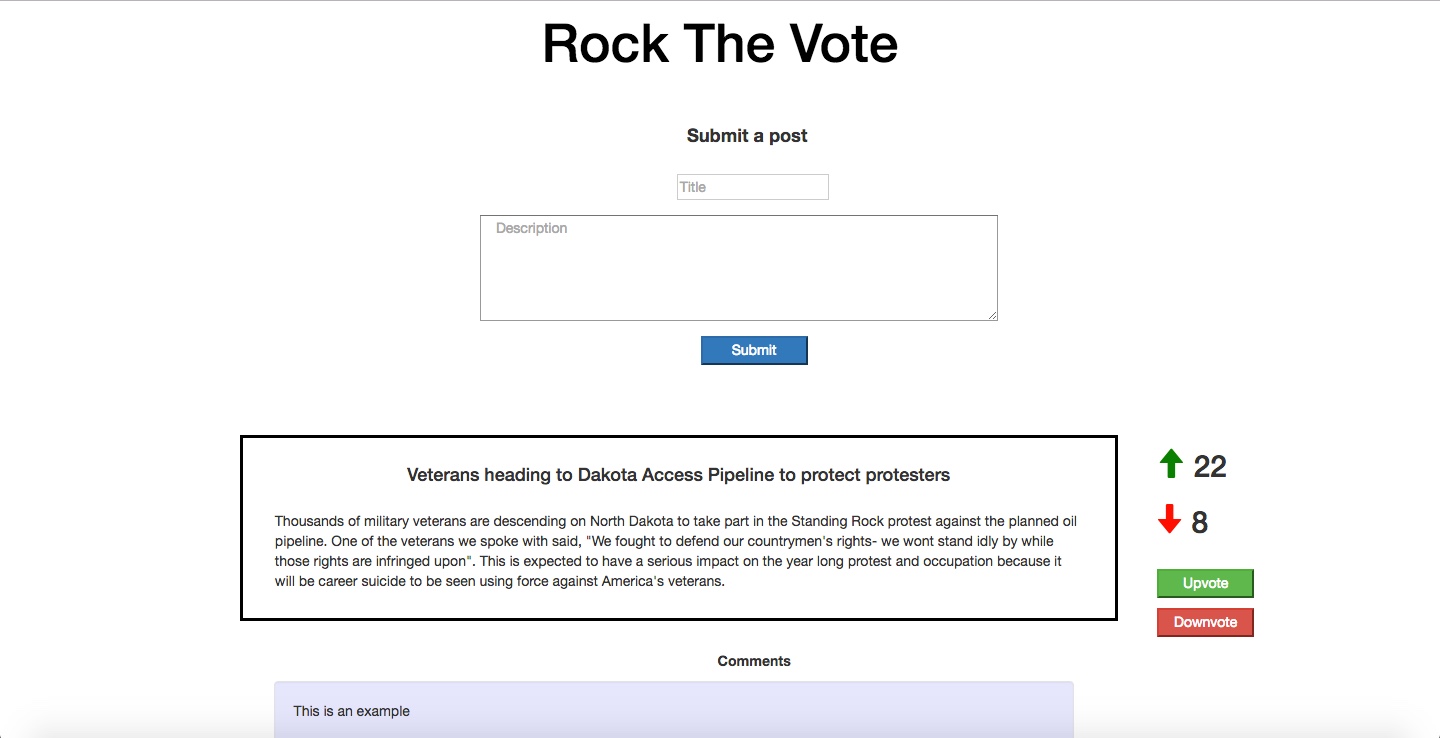 Rock The Vote
Submit a post
Title
Description
Submit
Veterans heading to Dakota Access Pipeline to protect protesters
Thousands of military veterans are descending on North Dakota to take part in the Standing Rock protest against the planned oil
pipeline. One of the veterans we spoke with said, "We fought to defend our countrymen's rights- we wont stand idly by while
those rights are infringed upon". This is expected to have a serious impact on the year long protest and occupation because it
will be career suicide to be seen using force against America's veterans.
22
8
Upvote
Downvote
Comments
This is an example